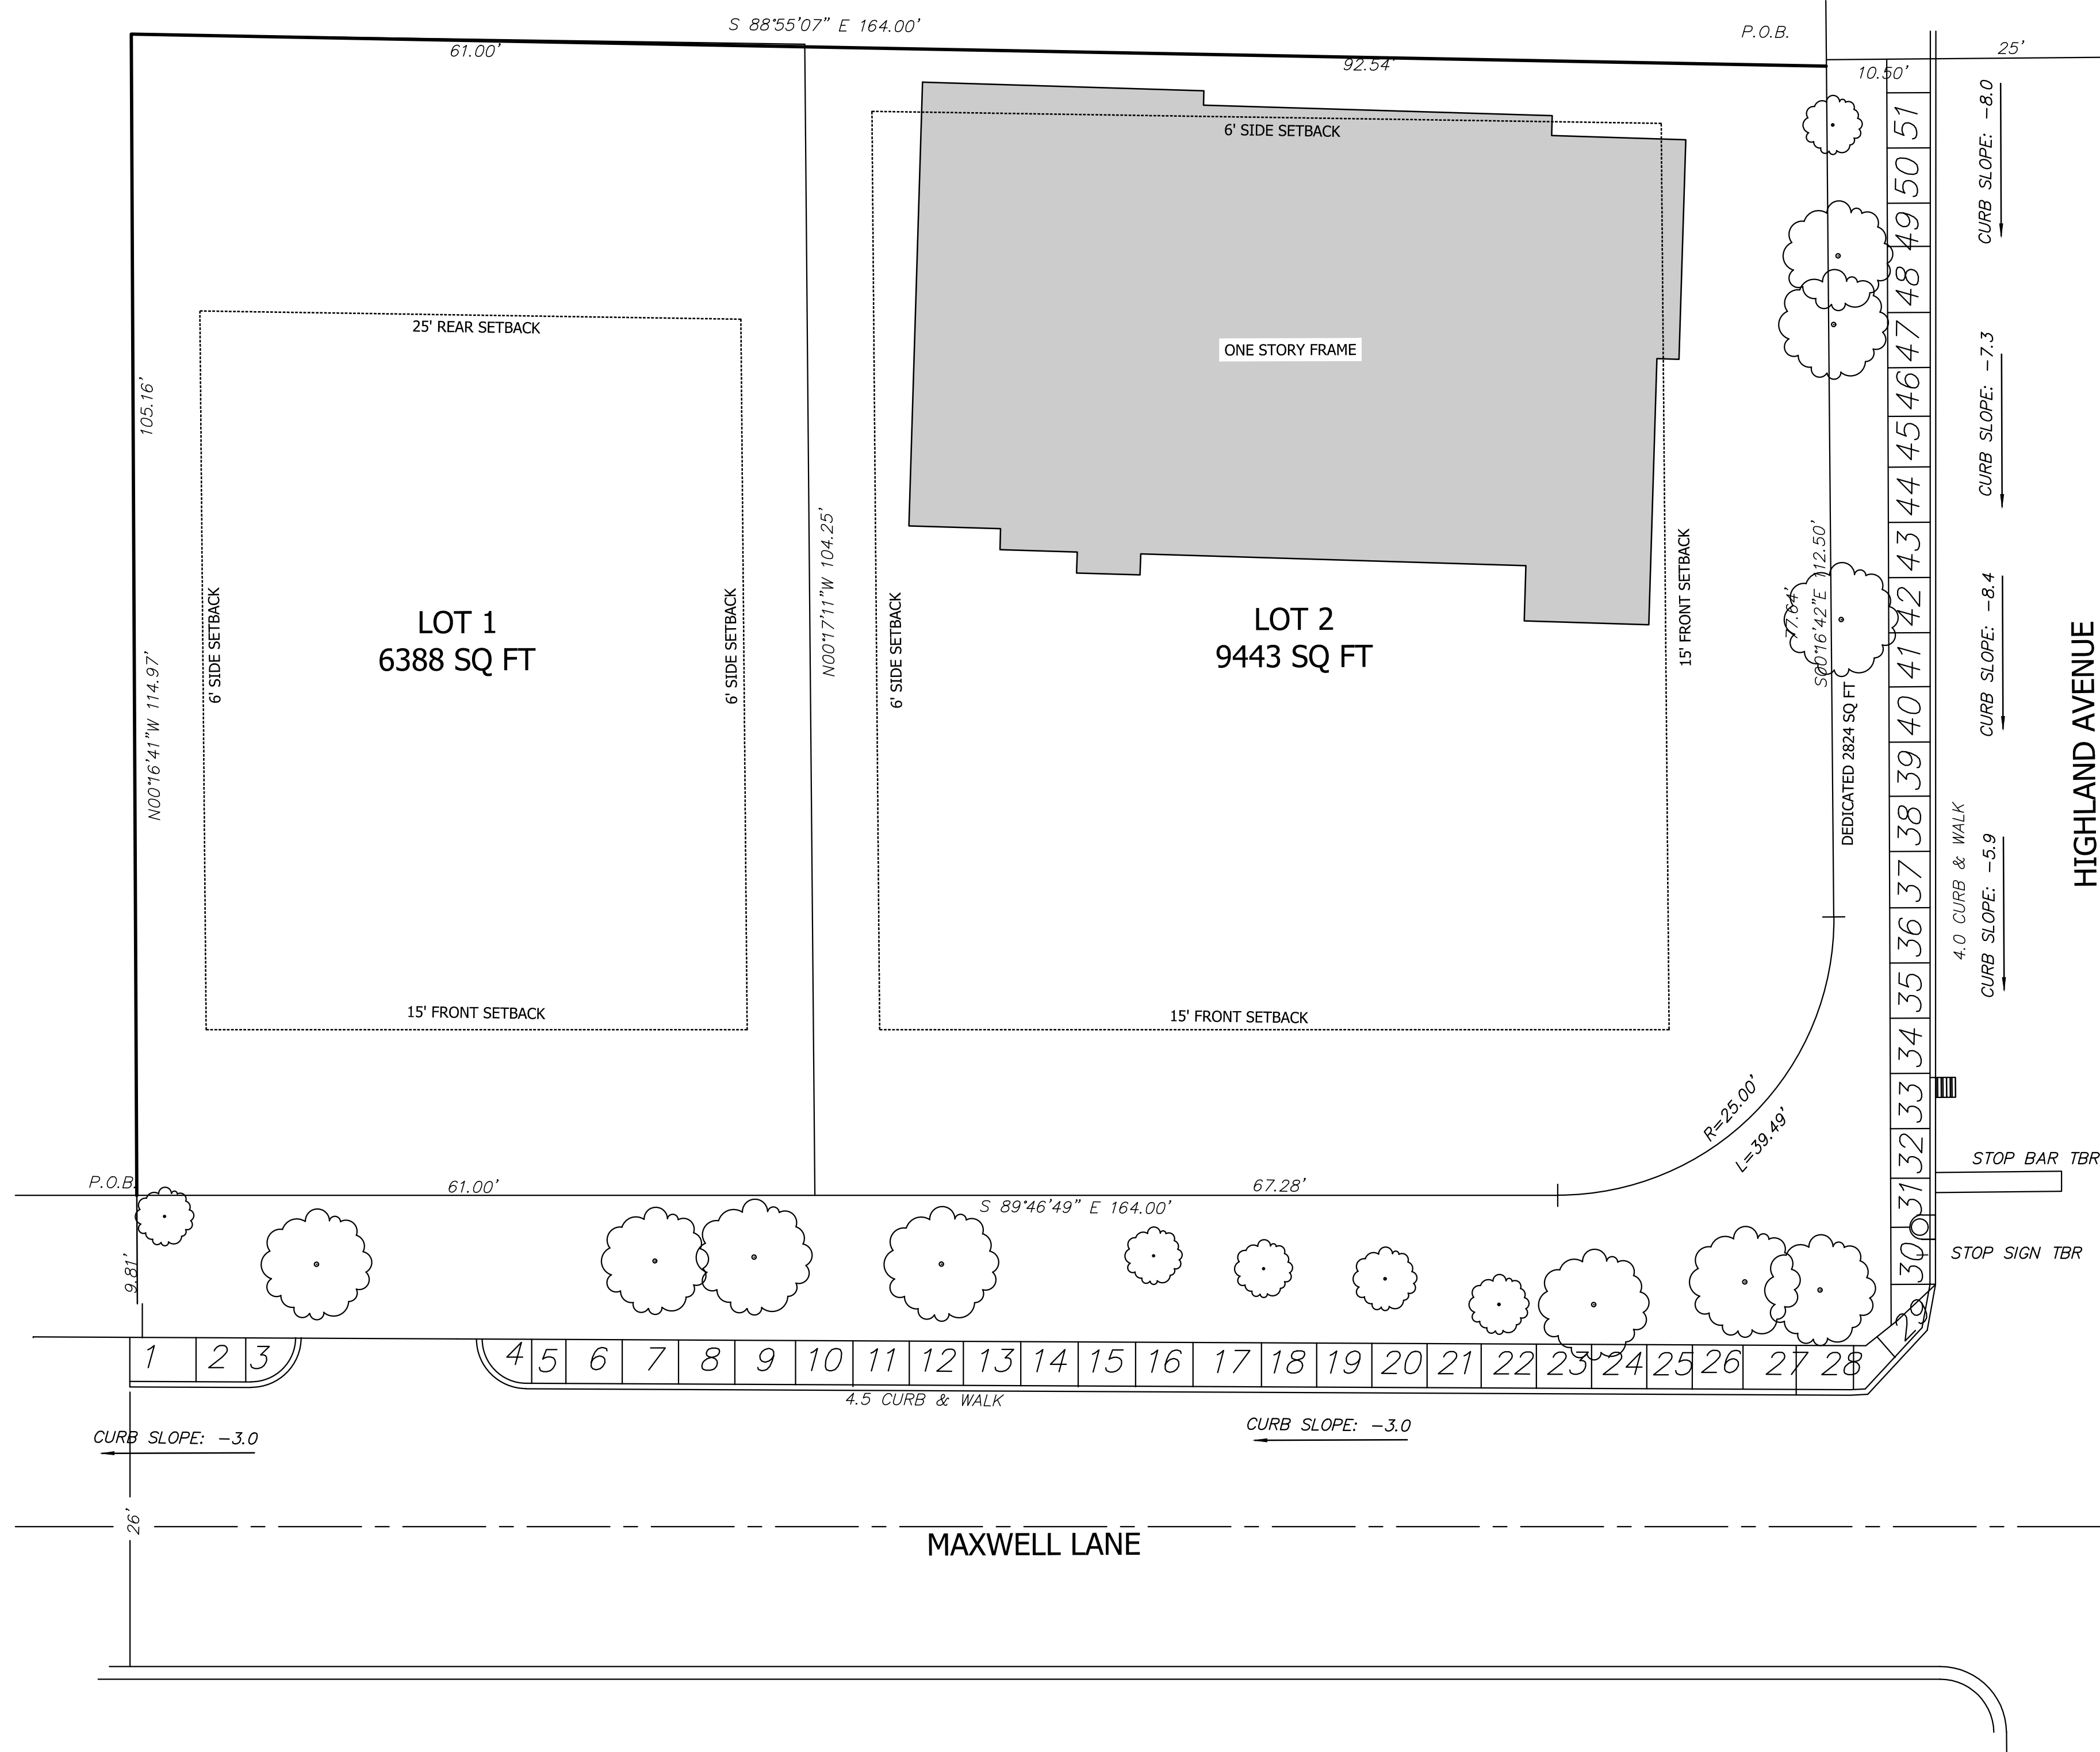 S 88°55'07" E 164.00'
P.O.B.
25'
61.00'
92.54'
10.50'
6' SIDE SETBACK
25' REAR SETBACK
ONE STORY FRAME
105.16'
N00°16'41"W 114.97'
6' SIDE SETBACK
LOT 1
6388 SQ FT
6' SIDE SETBACK
N00°17'11"W 104.25'
6' SIDE SETBACK
LOT 2
9443 SQ FT
15' FRONT SETBACK
77.64'
S00°16'42"E 112.50'
DEDICATED 2824 SQ FT
51
50
49
48
47
46
45
44
43
42
41
40
39
38
37
36
35
34
33
32
31
30
29
CURB SLOPE: -8.0
CURB SLOPE: -7.3
CURB SLOPE: -8.4
CURB SLOPE: -5.9
4.0 CURB & WALK
HIGHLAND AVENUE
15' FRONT SETBACK
15' FRONT SETBACK
R=25.00'
L=39.49'
STOP BAR TBR
STOP SIGN TBR
P.O.B.
61.00'
67.28'
S 89°46'49" E 164.00'
9.81'
1 2 3 4 5 6 7 8 9 10 11 12 13 14 15 16 17 18 19 20 21 22 23 24 25 26 27 28
4.5 CURB & WALK
CURB SLOPE: -3.0
CURB SLOPE: -3.0
26'
MAXWELL LANE